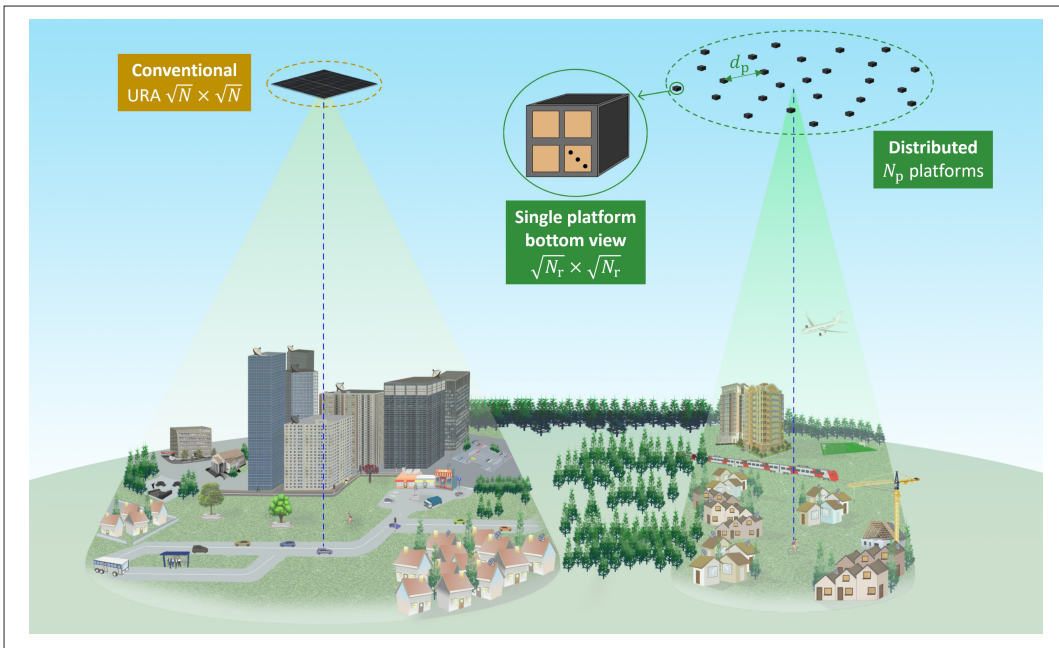 Conventional
URA √N × √N
d_p
Distributed
N_p platforms
Single platform
bottom view
√N_r × √N_r